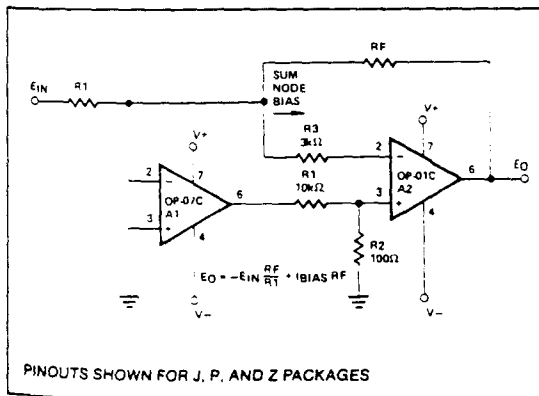 RF
EIN
R1
SUM
NODE
BIAS
R3
3kΩ
V+
V+
2
7
2
7
OP-07C
A1
6
R1
10kΩ
OP-01C
A2
6
EO
3
4
3
4
R2
100Ω
EO = -EIN RF/R1 + IBIAS RF
V-
V-
PINOUTS SHOWN FOR J, P, AND Z PACKAGES